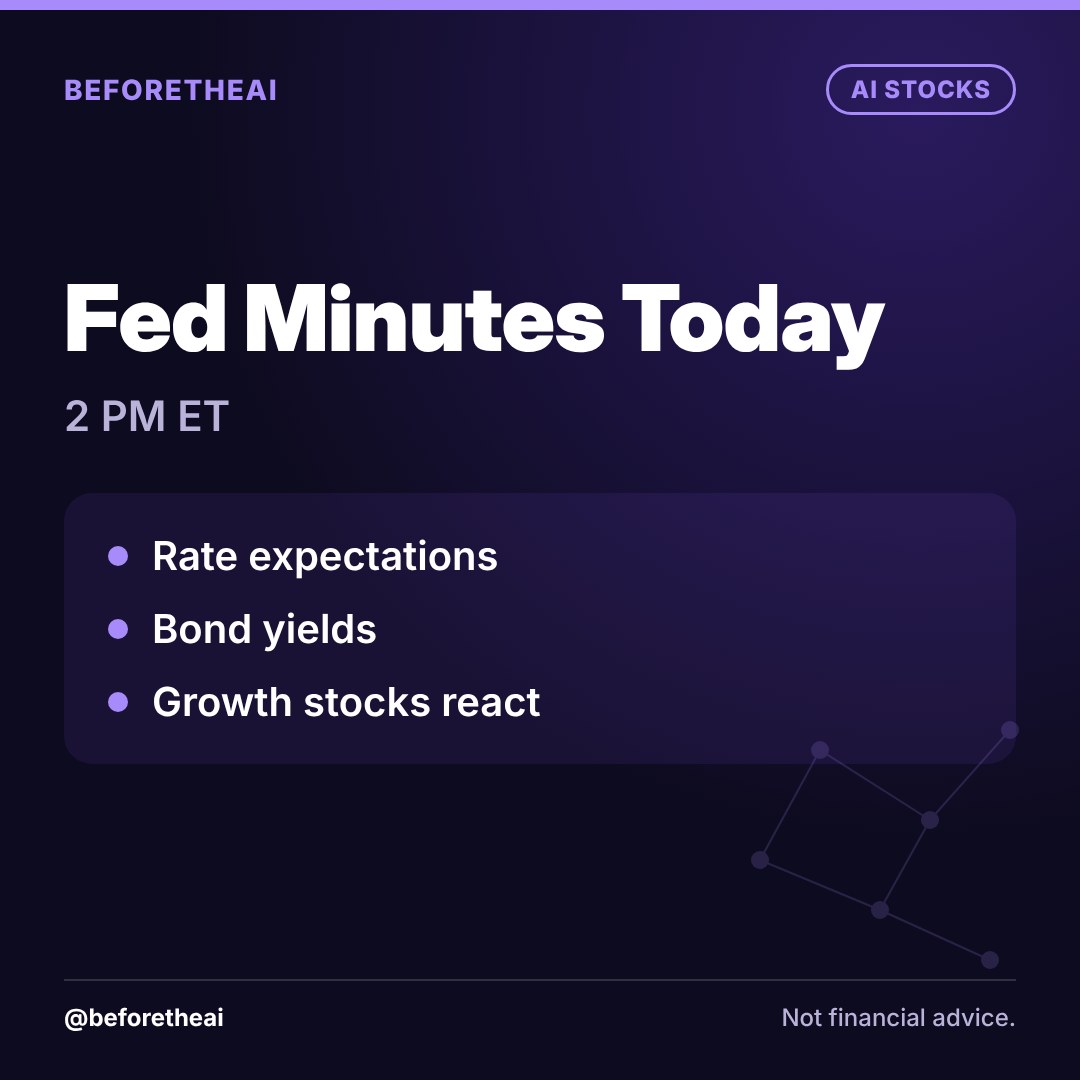 BEFORETHEAI
AI STOCKS
Fed Minutes Today
2 PM ET
Rate expectations
Bond yields
Growth stocks react
@beforetheai
Not financial advice.